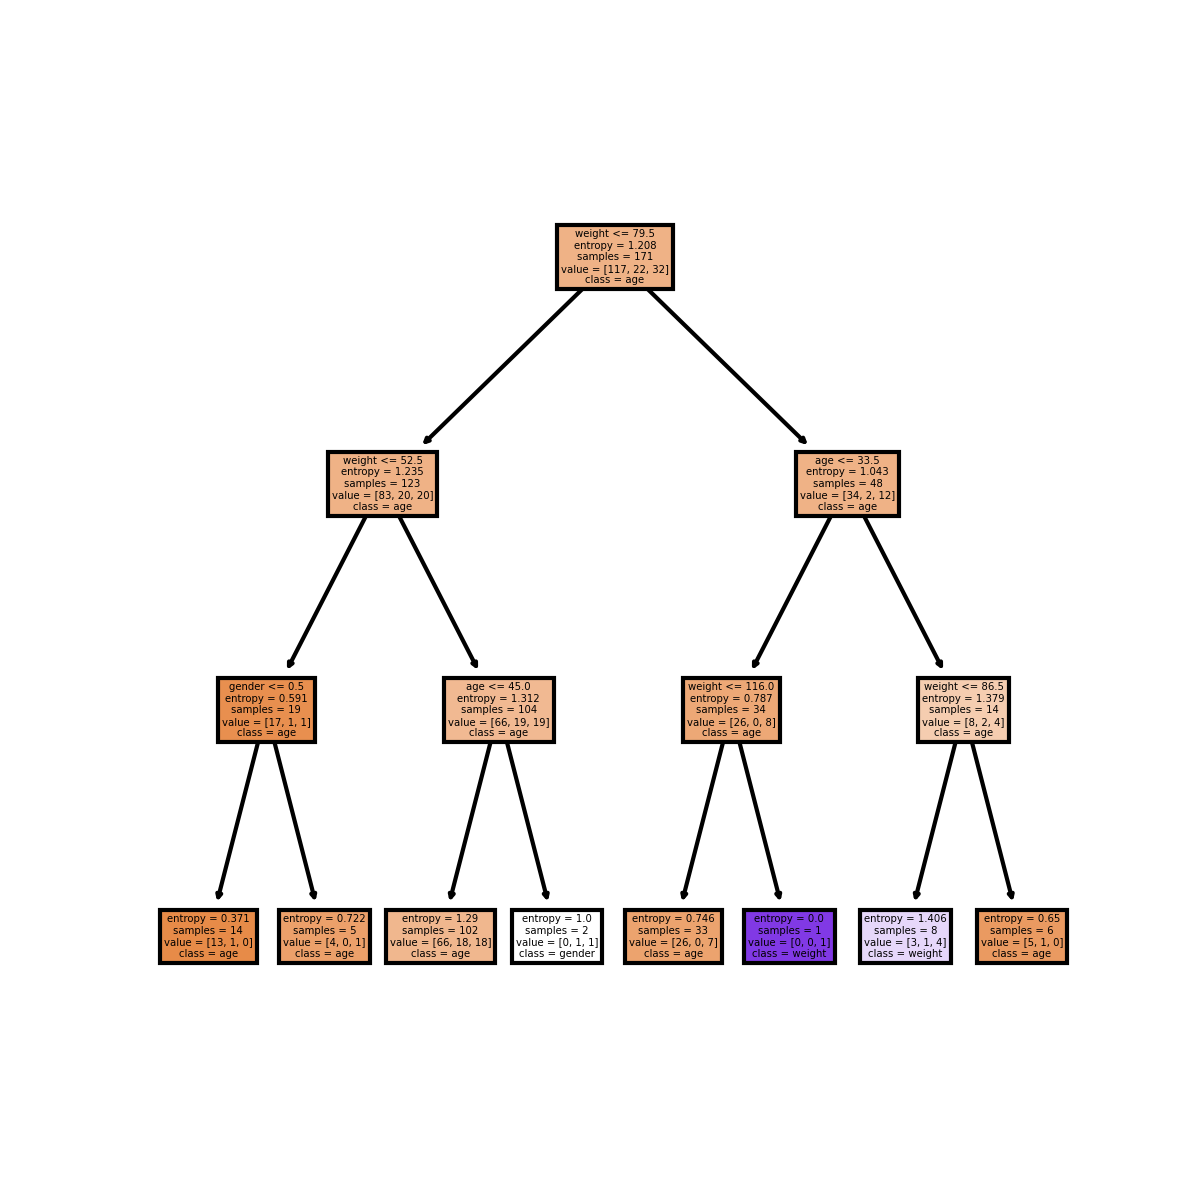 weight <= 79.5
entropy = 1.208
samples = 171
value = [117, 22, 32]
class = age
weight <= 52.5
entropy = 1.235
samples = 123
value = [83, 20, 20]
class = age
age <= 33.5
entropy = 1.043
samples = 48
value = [34, 2, 12]
class = age
gender <= 0.5
entropy = 0.591
samples = 19
value = [17, 1, 1]
class = age
age <= 45.0
entropy = 1.312
samples = 104
value = [66, 19, 19]
class = age
weight <= 116.0
entropy = 0.787
samples = 34
value = [26, 0, 8]
class = age
weight <= 86.5
entropy = 1.379
samples = 14
value = [8, 2, 4]
class = age
entropy = 0.371
samples = 14
value = [13, 1, 0]
class = age
entropy = 0.722
samples = 5
value = [4, 0, 1]
class = age
entropy = 1.29
samples = 102
value = [66, 18, 18]
class = age
entropy = 1.0
samples = 2
value = [0, 1, 1]
class = gender
entropy = 0.746
samples = 33
value = [26, 0, 7]
class = age
entropy = 0.0
samples = 1
value = [0, 0, 1]
class = weight
entropy = 1.406
samples = 8
value = [3, 1, 4]
class = weight
entropy = 0.65
samples = 6
value = [5, 1, 0]
class = age